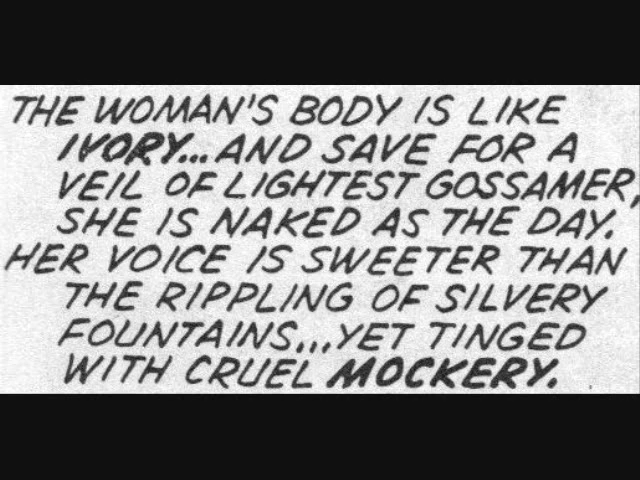 THE WOMAN'S BODY IS LIKE
IVORY...AND SAVE FOR A
VEIL OF LIGHTEST GOSSAMER,
SHE IS NAKED AS THE DAY.
HER VOICE IS SWEETER THAN
THE RIPPLING OF SILVERY
FOUNTAINS...YET TINGED
WITH CRUEL MOCKERY.